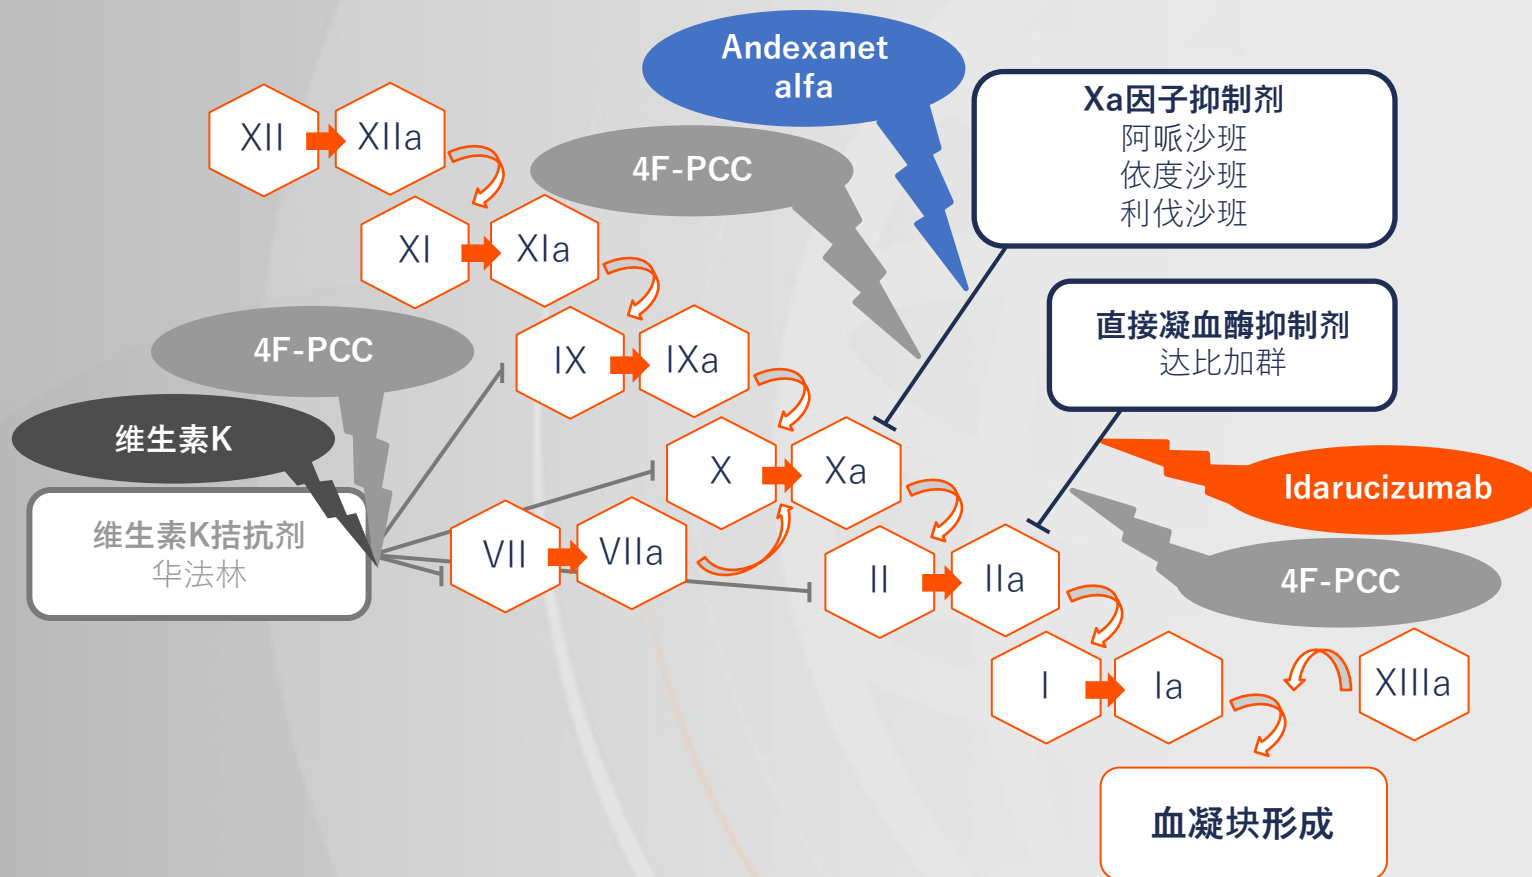 Andexanet
alfa
Xa因子抑制剂
阿哌沙班
依度沙班
利伐沙班
XII
XIIa
4F-PCC
XI
XIa
直接凝血酶抑制剂
达比加群
4F-PCC
IX
IXa
维生素K
X
Xa
Idarucizumab
维生素K拮抗剂
华法林
VII
VIIa
II
IIa
4F-PCC
I
Ia
XIIIa
血凝块形成